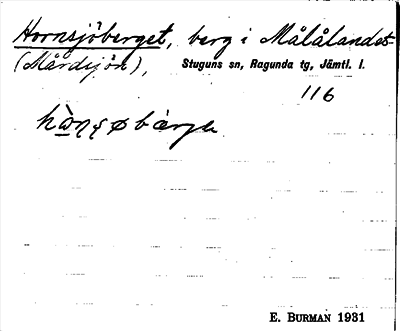 Hornsjöberget, berg i Målålandet
(Mårdsjön), Stuguns sn, Ragunda tg, Jämtl. l.
116
E. BURMAN 1931